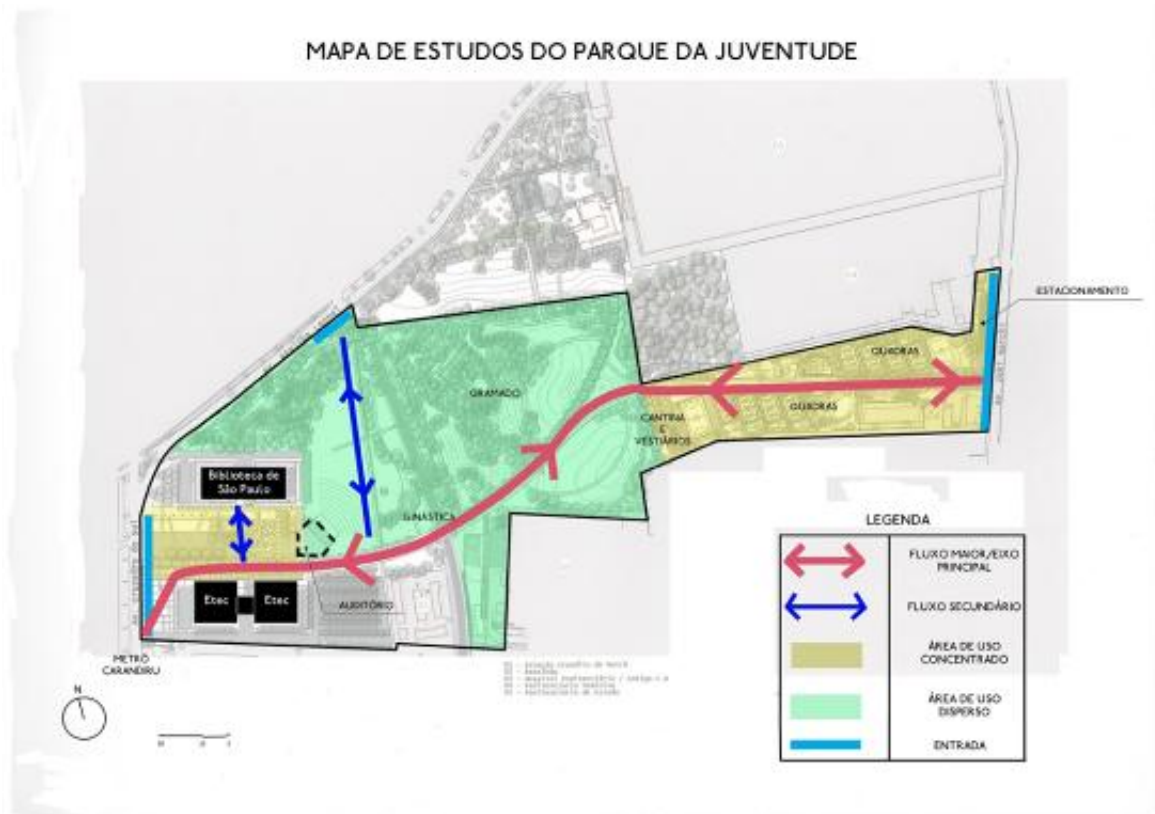 MAPA DE ESTUDOS DO PARQUE DA JUVENTUDE
ESTACIONAMENTO
QUADRAS
GRAMADO
QUADRAS
CANTINA
E
VESTIÁRIOS
Biblioteca de
São Paulo
GINÁSTICA
Etec
Etec
AUDITÓRIO
METRÔ
CARANDIRU
N
LEGENDA
FLUXO MAIOR/EIXO
PRINCIPAL
FLUXO SECUNDÁRIO
ÁREA DE USO
CONCENTRADO
ÁREA DE USO
DISPERSO
ENTRADA